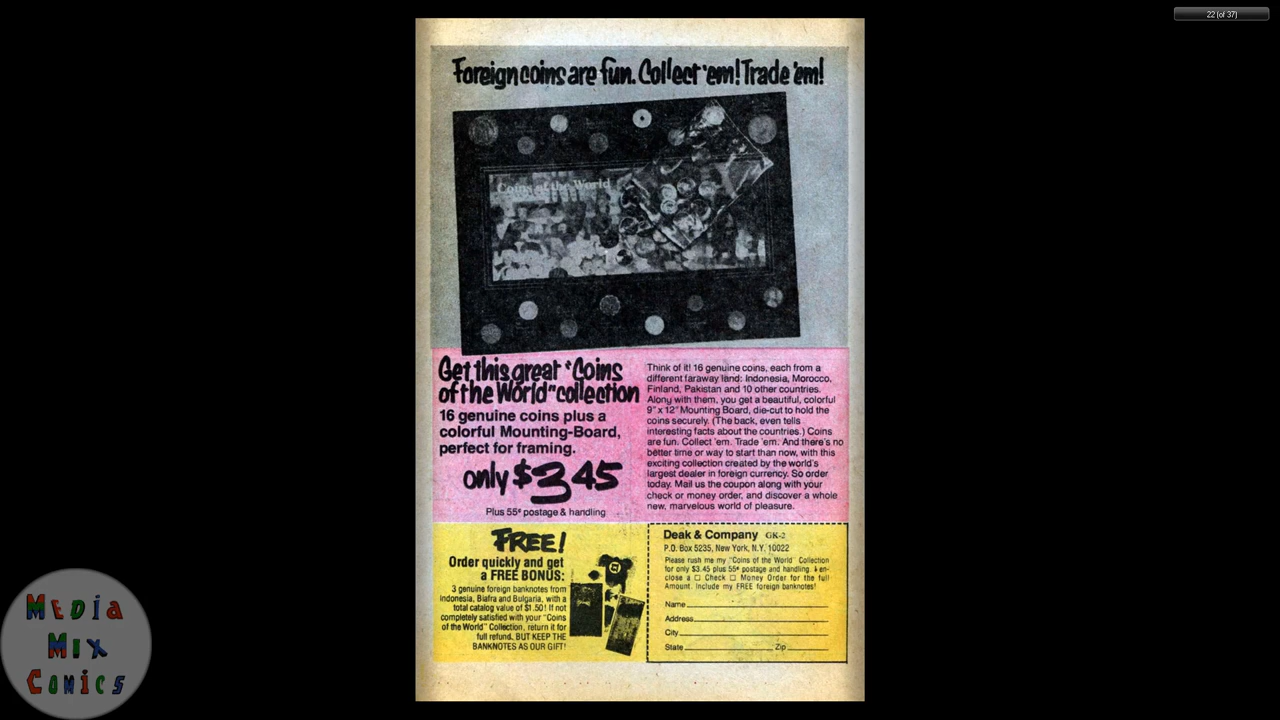 22 (of 37)
Foreign coins are fun. Collect 'em! Trade 'em!
Coins of the World
Get this great "Coins
of the World" collection
16 genuine coins plus a
colorful Mounting-Board,
perfect for framing.
only $3.45
Plus 55¢ postage & handling
Think of it! 16 genuine coins, each from a
different faraway land: Indonesia, Morocco,
Finland, Pakistan and 10 other countries.
Along with them, you get a beautiful, colorful
9" x 12" Mounting Board, die-cut to hold the
coins securely. (The back, even tells
interesting facts about the countries.) Coins
are fun. Collect 'em. Trade 'em. And there's no
better time or way to start than now, with this
exciting collection created by the world's
largest dealer in foreign currency. So order
today. Mail us the coupon along with your
check or money order, and discover a whole
new, marvelous world of pleasure.
FREE!
Order quickly and get
a FREE BONUS:
3 genuine foreign banknotes from
Indonesia, Biafra and Bulgaria, with a
total catalog value of $1.50! If not
completely satisfied with your "Coins
of the World" Collection, return it for
full refund. BUT KEEP THE
BANKNOTES AS OUR GIFT!
Deak & Company GK-2
P.O. Box 5235, New York, N.Y. 10022
Please rush me my "Coins of the World" Collection
for only $3.45 plus 55¢ postage and handling. I en-
close a ☐ Check ☐ Money Order for the full
Amount. Include my FREE foreign banknotes!
Name
Address
City
State Zip
MEDIA
MIX
COMICS